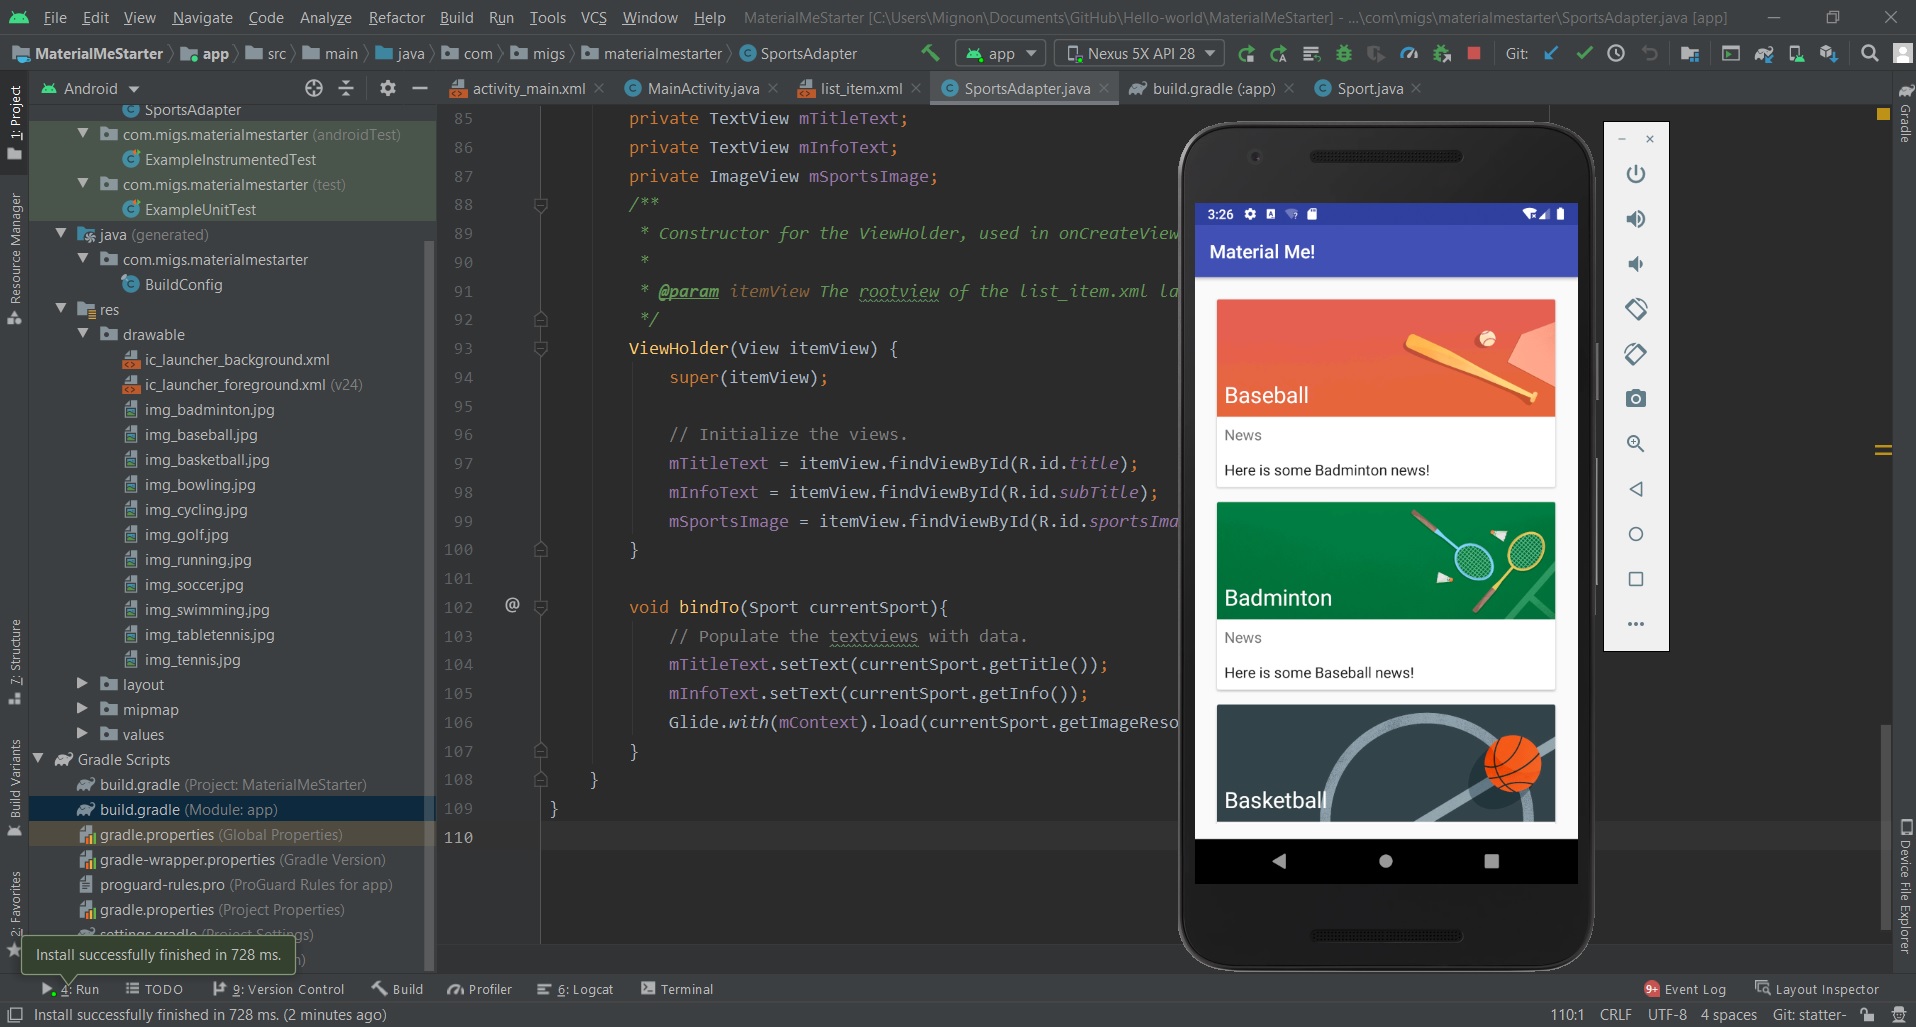 File Edit View Navigate Code Analyze Refactor Build Run Tools VCS Window Help MaterialMeStarter [C:\Users\Mignon\Documents\GitHub\Hello-world\MaterialMeStarter] - ...\com\migs\materialmestarter\SportsAdapter.java [app]
MaterialMeStarter app src main java com migs materialmestarter SportsAdapter app Nexus 5X API 28 Git:
Android activity_main.xml MainActivity.java list_item.xml SportsAdapter.java build.gradle (:app) Sport.java
1: Project
Resource Manager
7: Structure
Build Variants
2: Favorites
SportsAdapter
com.migs.materialmestarter (androidTest)
ExampleInstrumentedTest
com.migs.materialmestarter (test)
ExampleUnitTest
java (generated)
com.migs.materialmestarter
BuildConfig
res
drawable
ic_launcher_background.xml
ic_launcher_foreground.xml (v24)
img_badminton.jpg
img_baseball.jpg
img_basketball.jpg
img_bowling.jpg
img_cycling.jpg
img_golf.jpg
img_running.jpg
img_soccer.jpg
img_swimming.jpg
img_tabletennis.jpg
img_tennis.jpg
layout
mipmap
values
Gradle Scripts
build.gradle (Project: MaterialMeStarter)
build.gradle (Module: app)
gradle.properties (Global Properties)
gradle-wrapper.properties (Gradle Version)
proguard-rules.pro (ProGuard Rules for app)
gradle.properties (Project Properties)
settings.gradle (Project Settings)
Install successfully finished in 728 ms.
85 private TextView mTitleText;
86 private TextView mInfoText;
87 private ImageView mSportsImage;
88 /**
89 * Constructor for the ViewHolder, used in onCreateView
90 *
91 * @param itemView The rootview of the list_item.xml la
92 */
93 ViewHolder(View itemView) {
94 super(itemView);
95
96 // Initialize the views.
97 mTitleText = itemView.findViewById(R.id.title);
98 mInfoText = itemView.findViewById(R.id.subTitle);
99 mSportsImage = itemView.findViewById(R.id.sportsIma
100 }
101
102 @ void bindTo(Sport currentSport){
103 // Populate the textviews with data.
104 mTitleText.setText(currentSport.getTitle());
105 mInfoText.setText(currentSport.getInfo());
106 Glide.with(mContext).load(currentSport.getImageReso
107 }
108 }
109 }
110
3:26
Material Me!
Baseball
News
Here is some Badminton news!
Badminton
News
Here is some Baseball news!
Basketball
Gradle
Device File Explorer
4: Run TODO 9: Version Control Build Profiler 6: Logcat Terminal 9+ Event Log Layout Inspector
Install successfully finished in 728 ms. (2 minutes ago) 110:1 CRLF UTF-8 4 spaces Git: statter-